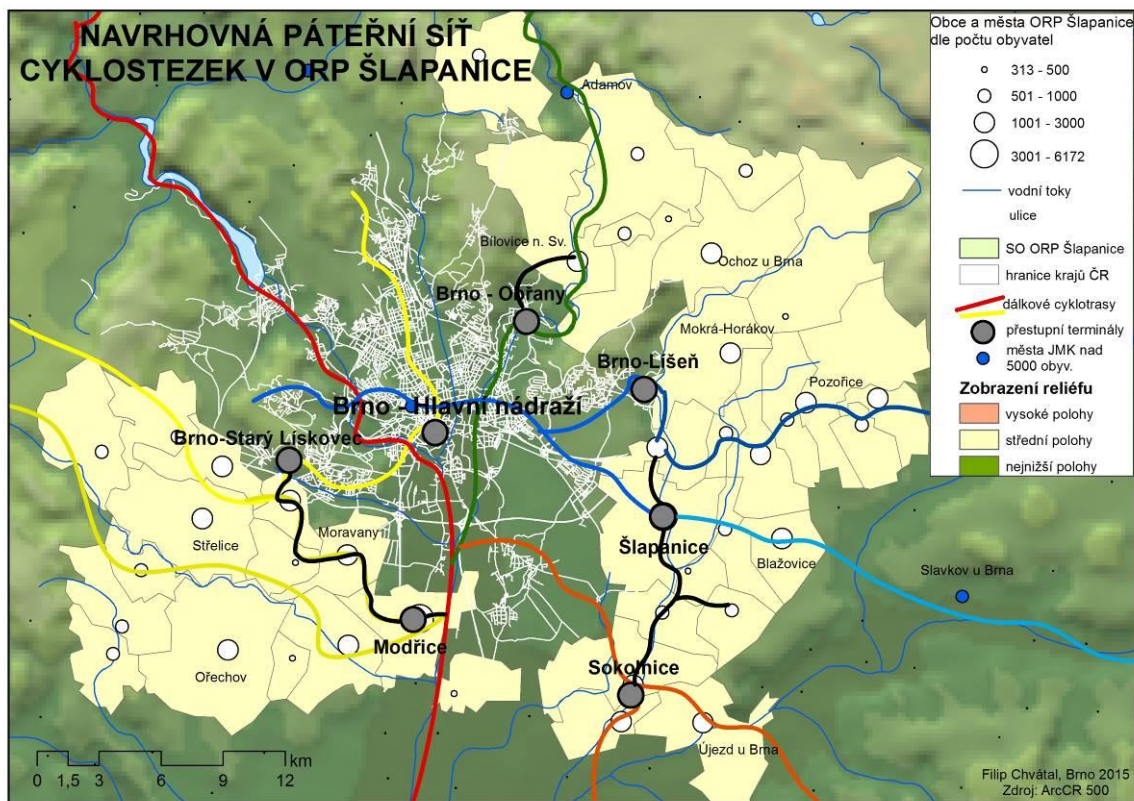 NAVRHOVNÁ PÁTEŘNÍ SÍŤ
CYKLOSTEZEK V ORP ŠLAPANICE
Obce a města ORP Šlapanice
dle počtu obyvatel
313 - 500
501 - 1000
1001 - 3000
3001 - 6172
vodní toky
ulice
SO ORP Šlapanice
hranice krajů ČR
dálkové cyklotrasy
přestupní terminály
města JMK nad
5000 obyv.
Zobrazení reliéfu
vysoké polohy
střední polohy
nejnižší polohy
Adamov
Bílovice n. Sv.
Ochoz u Brna
Brno - Obřany
Mokrá-Horákov
Brno-Líšeň
Pozořice
Brno - Hlavní nádraží
Brno-Starý Lískovec
Střelice
Moravany
Šlapanice
Blažovice
Slavkov u Brna
Modřice
Ořechov
Sokolnice
Újezd u Brna
0 1,5 3 6 9 12 km
Filip Chvátal, Brno 2015
Zdroj: ArcCR 500